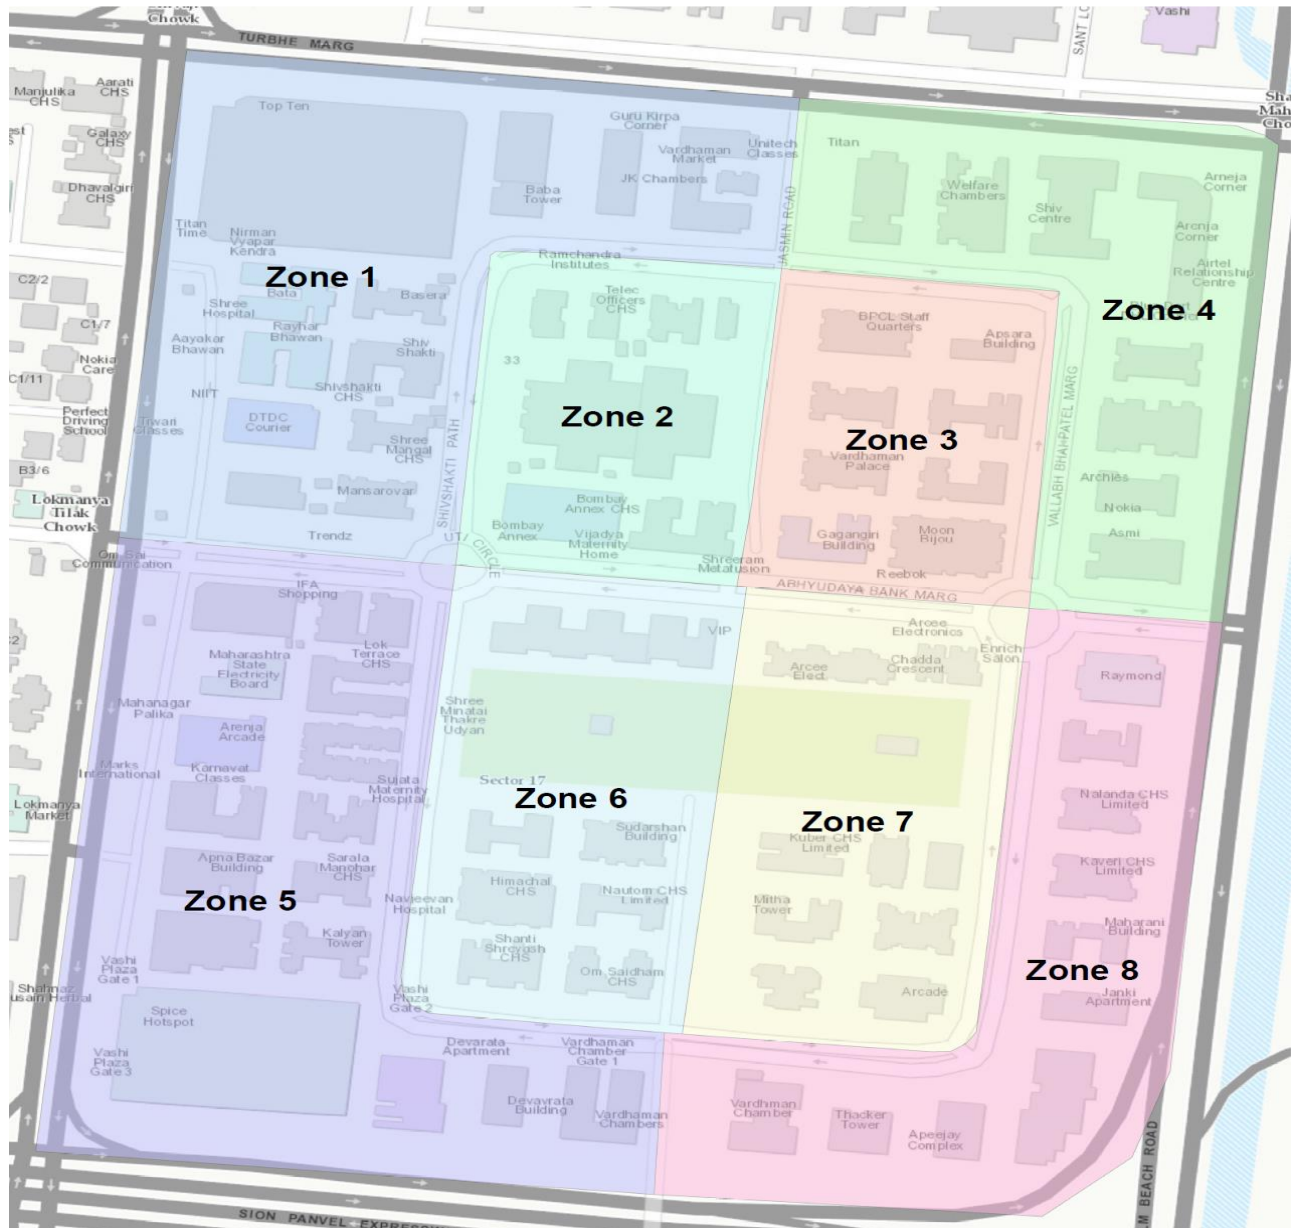 Chowk
TURBHE MARG
SANT LO
Vashi
Manjulika
CHS
Aarati
CHS
Galaxy
CHS
Dhavalgiri
CHS
Top Ten
Baba
Tower
Guru Kirpa
Corner
Vardhaman
Market
JK Chambers
Unitech
Classes
JASMIN ROAD
Titan
Welfare
Chambers
Shiv
Centre
Arneja
Corner
Arenja
Corner
Airtel
Relationship
Centre
Sha
Mah
Cho
Titan
Time
Nirman
Vyapar
Kendra
Zone 1
Bata
Basera
Shree
Hospital
Rayhar
Bhawan
Aayakar
Bhawan
Shiv
Shakti
NIIT
Shivshakti
CHS
DTDC
Courier
Tiwari
Classes
Shree
Mangal
CHS
Mansarovar
Trendz
SHIVSHAKTI PATH
UTI CIRCLE
C2/2
C1/7
Nokia
Care
C1/11
Perfect
Driving
School
B3/6
Lokmanya
Tilak
Chowk
Om Sai
Communication
Ramchandra
Institutes
Telec
Officers
CHS
33
Zone 2
Bombay
Annex CHS
Bombay
Annex
Vijadya
Maternity
Home
Shreeram
Metafusion
BPCL Staff
Quarters
Apsara
Building
Zone 3
Vardhaman
Palace
Gagangiri
Building
Moon
Bijou
Reebok
ABHYUDAYA BANK MARG
VALLABH BHAI PATEL MARG
Zone 4
Archies
Nokia
Asmi
IFA
Shopping
Lok
Terrace
CHS
Maharashtra
State
Electricity
Board
Mahanagar
Palika
Arenja
Arcade
Marks
International
Karnavat
Classes
Sujata
Maternity
Hospital
Lokmanya
Market
Apna Bazar
Building
Sarala
Manohar
CHS
Zone 5
Navjeevan
Hospital
Kalyan
Tower
Vashi
Plaza
Gate 1
Shahnaz
usain Herbal
Spice
Hotspot
Vashi
Plaza
Gate 3
Vashi
Plaza
Gate 2
Devarata
Apartment
Vardhaman
Chamber
Gate 1
Devavrata
Building
Vardhaman
Chambers
VIP
Shree
Minatai
Thakre
Udyan
Sector 17
Zone 6
Sudarshan
Building
Himachal
CHS
Nautom CHS
Limited
Shanti
Shreyash
CHS
Om Saidham
CHS
Arcee
Electronics
Arcee
Elect
Chadda
Crescent
Enrich
Salon
Zone 7
Kuber CHS
Limited
Mitha
Tower
Arcade
Raymond
Nalanda CHS
Limited
Kaveri CHS
Limited
Maharani
Building
Zone 8
Janki
Apartment
Vardhman
Chamber
Thacker
Tower
Apeejay
Complex
M BEACH ROAD
SION PANVEL EXPRES